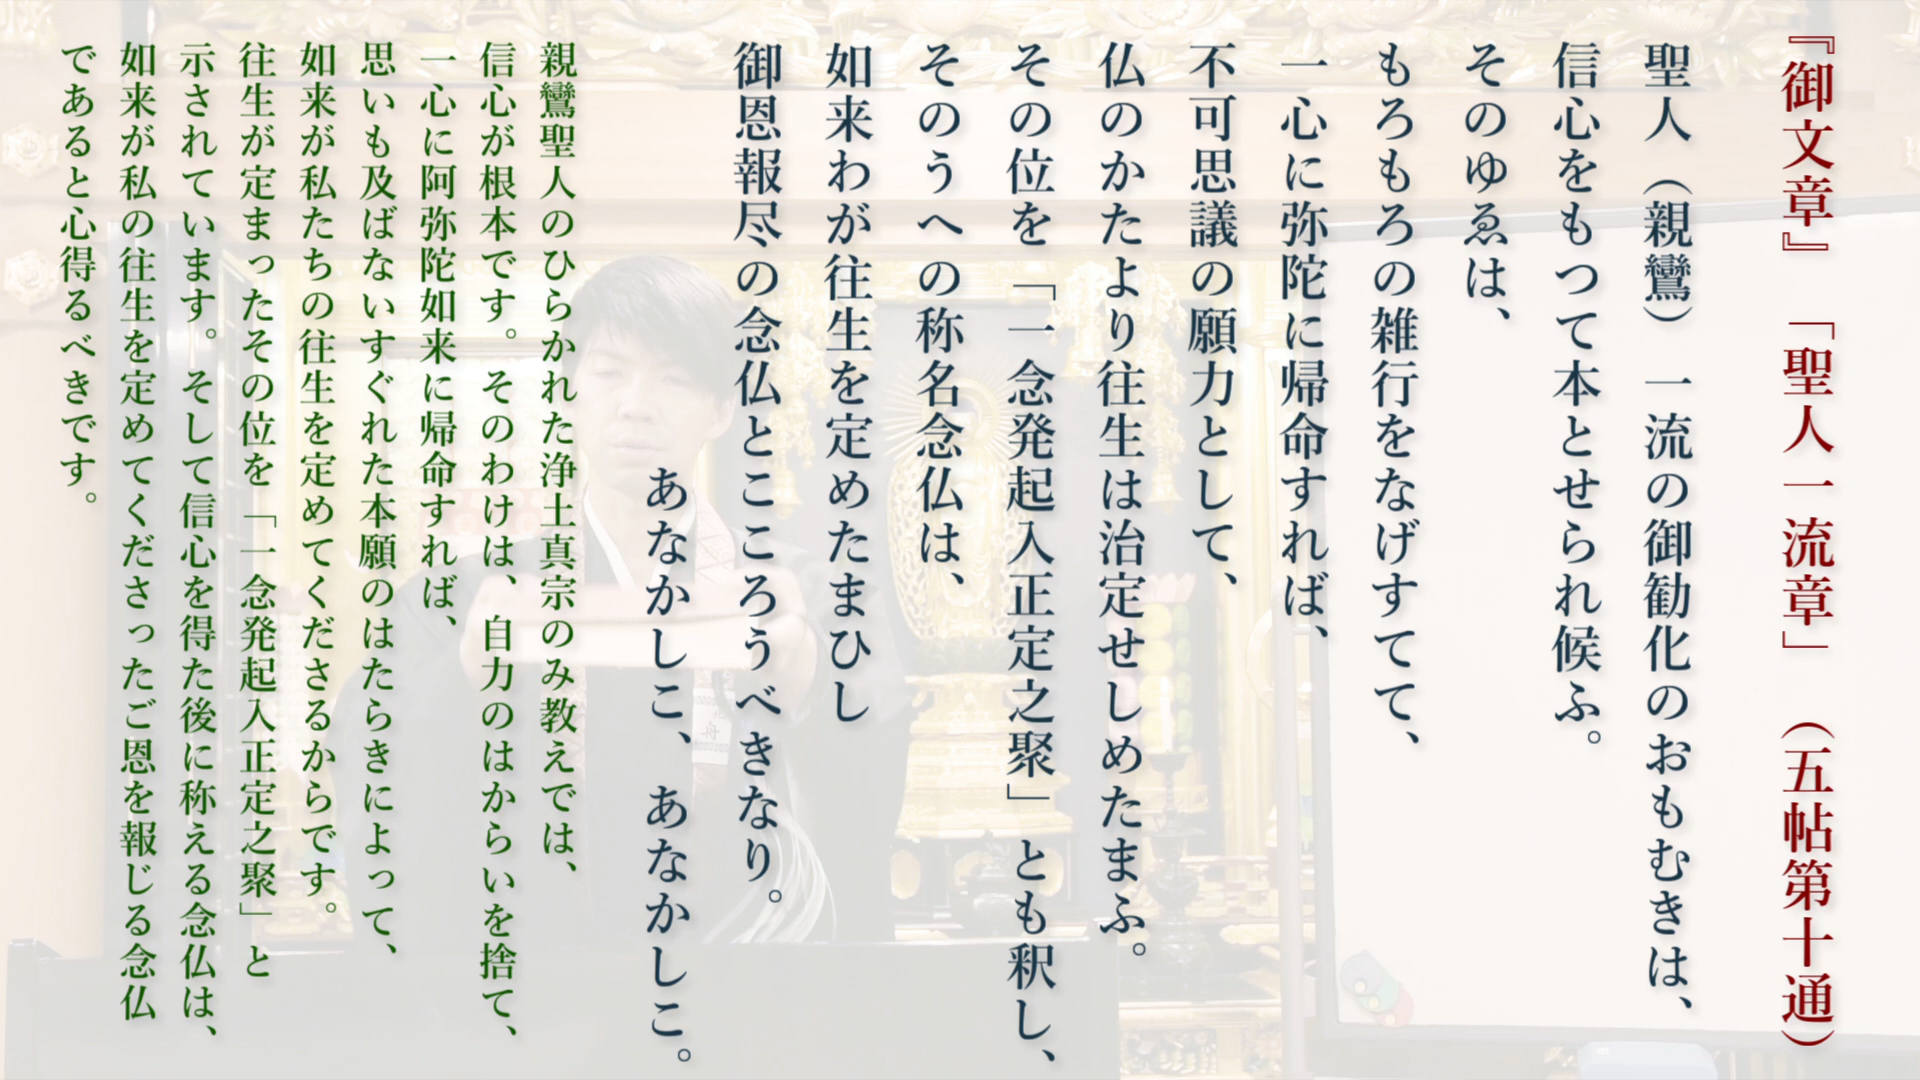 『御文章』「聖人一流章」（五帖第十通）
聖人（親鸞）一流の御勧化のおもむきは、
信心をもつて本とせられ候ふ。
そのゆゑは、
もろもろの雑行をなげすてて、
一心に弥陀に帰命すれば、
不可思議の願力として、
仏のかたより往生は治定せしめたまふ。
その位を「一念発起入正定之聚」とも釈し、
そのうへの称名念仏は、
如来わが往生を定めたまひし
御恩報尽の念仏とこころうべきなり。
あなかしこ、あなかしこ。
親鸞聖人のひらかれた浄土真宗のみ教えでは、
信心が根本です。そのわけは、自力のはからいを捨て、
一心に阿弥陀如来に帰命すれば、
思いも及ばないすぐれた本願のはたらきによって、
如来が私たちの往生を定めてくださるからです。
往生が定まったその位を「一念発起入正定之聚」と
示されています。そして信心を得た後に称える念仏は、
如来が私の往生を定めてくださったご恩を報じる念仏
であると心得るべきです。